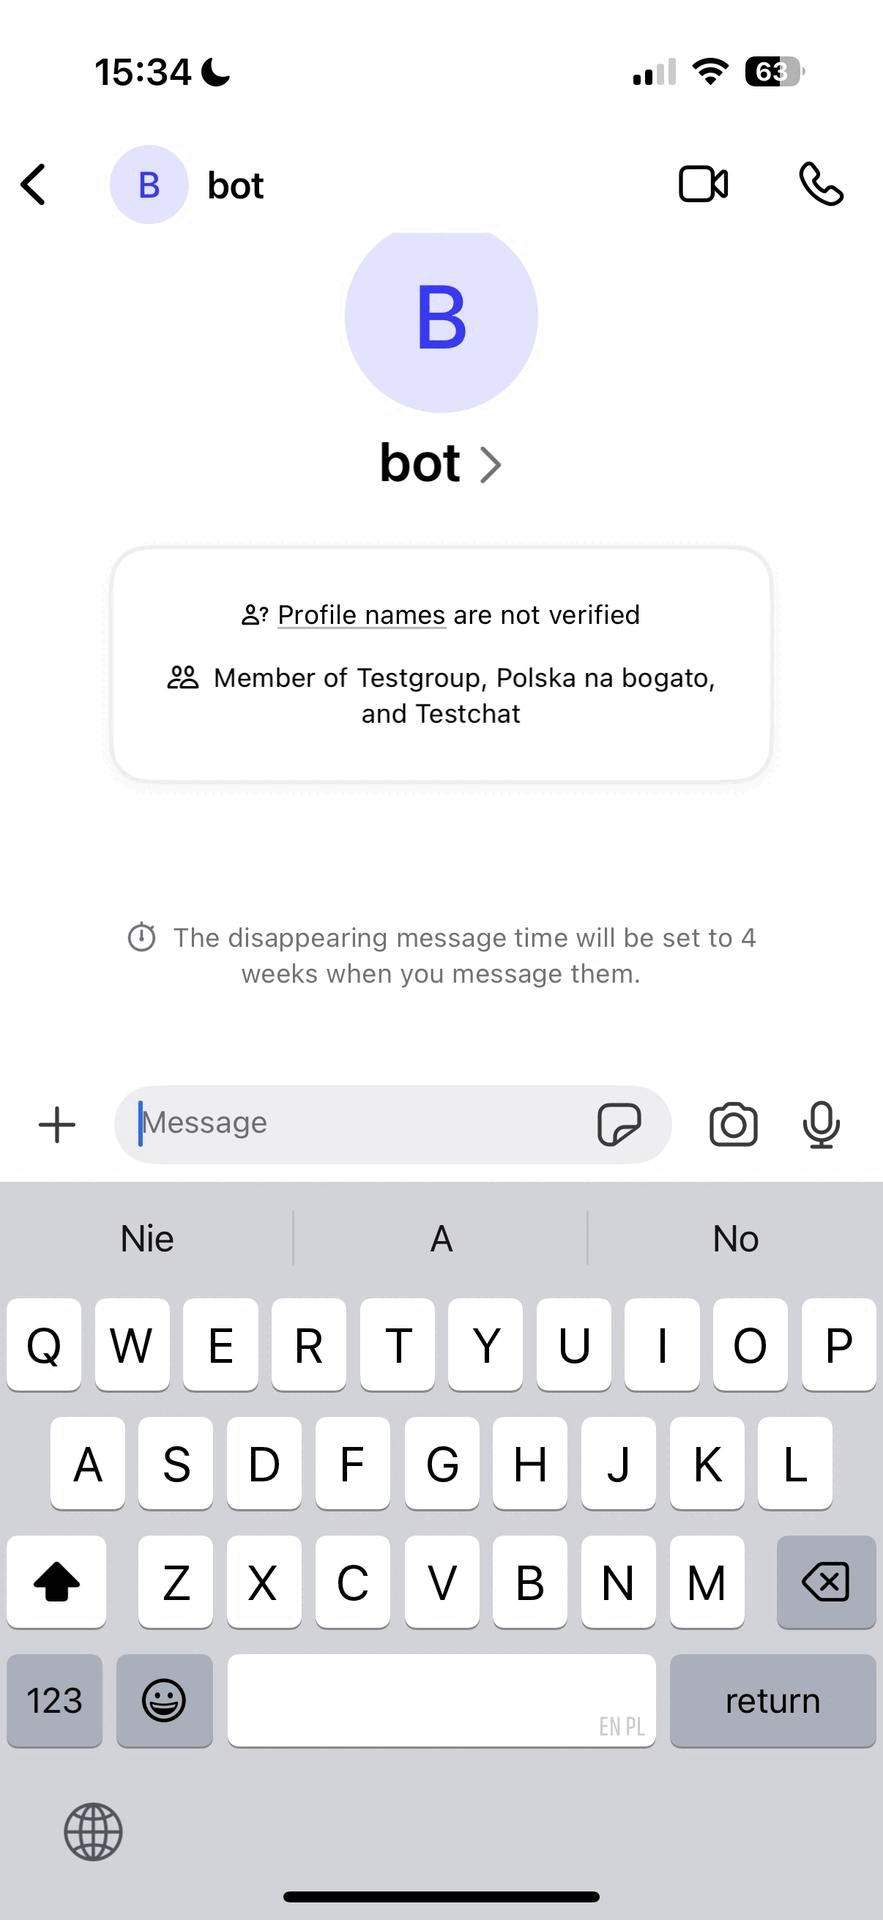 15:34
63
B
bot
B
bot
Profile names are not verified
Member of Testgroup, Polska na bogato,
and Testchat
The disappearing message time will be set to 4
weeks when you message them.
Message
Nie A No
Q W E R T Y U I O P
A S D F G H J K L
Z X C V B N M
123 return
EN PL